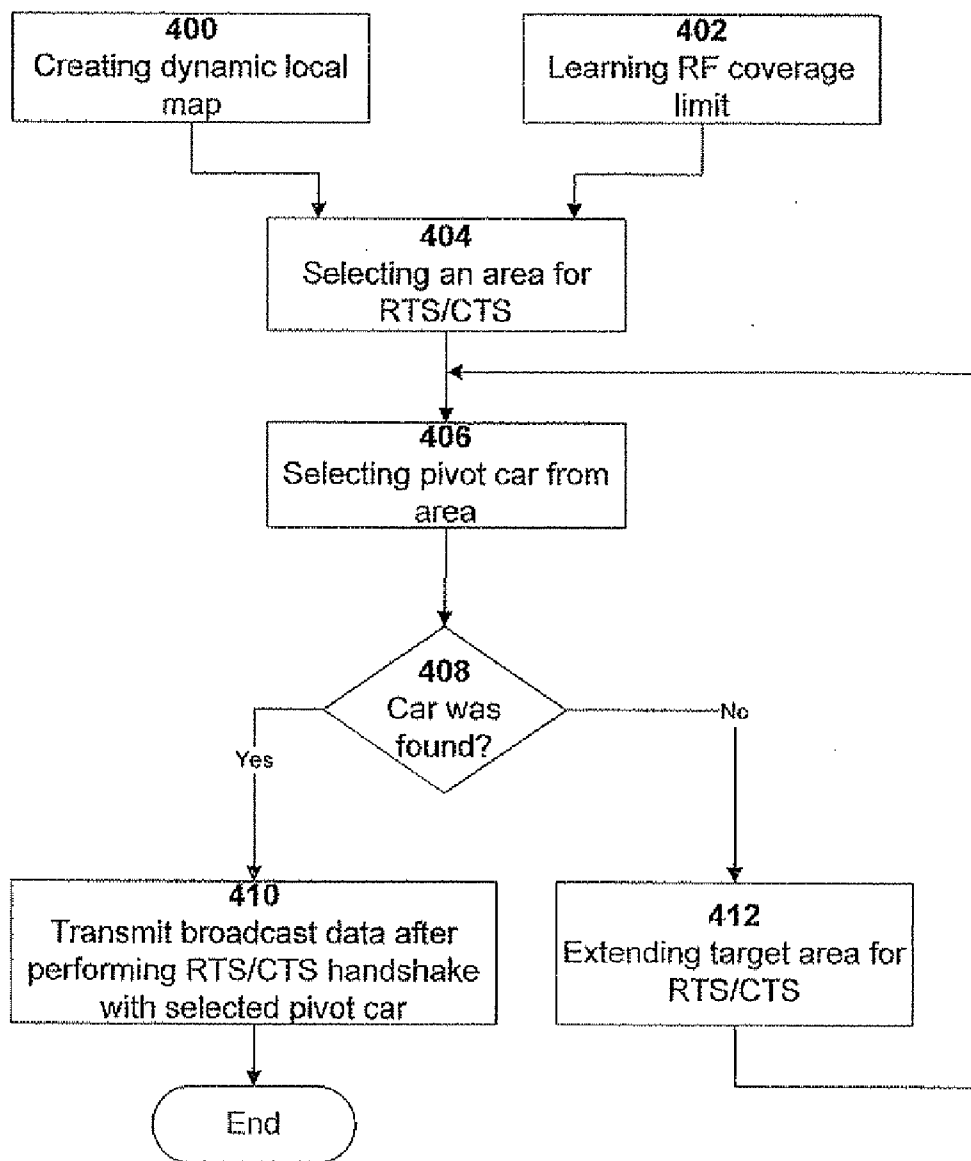 400
Creating dynamic local
map
402
Learning RF coverage
limit
404
Selecting an area for
RTS/CTS
406
Selecting pivot car from
area
408
Car was
found?
Yes
No
410
Transmit broadcast data after
performing RTS/CTS handshake
with selected pivot car
412
Extending target area for
RTS/CTS
End